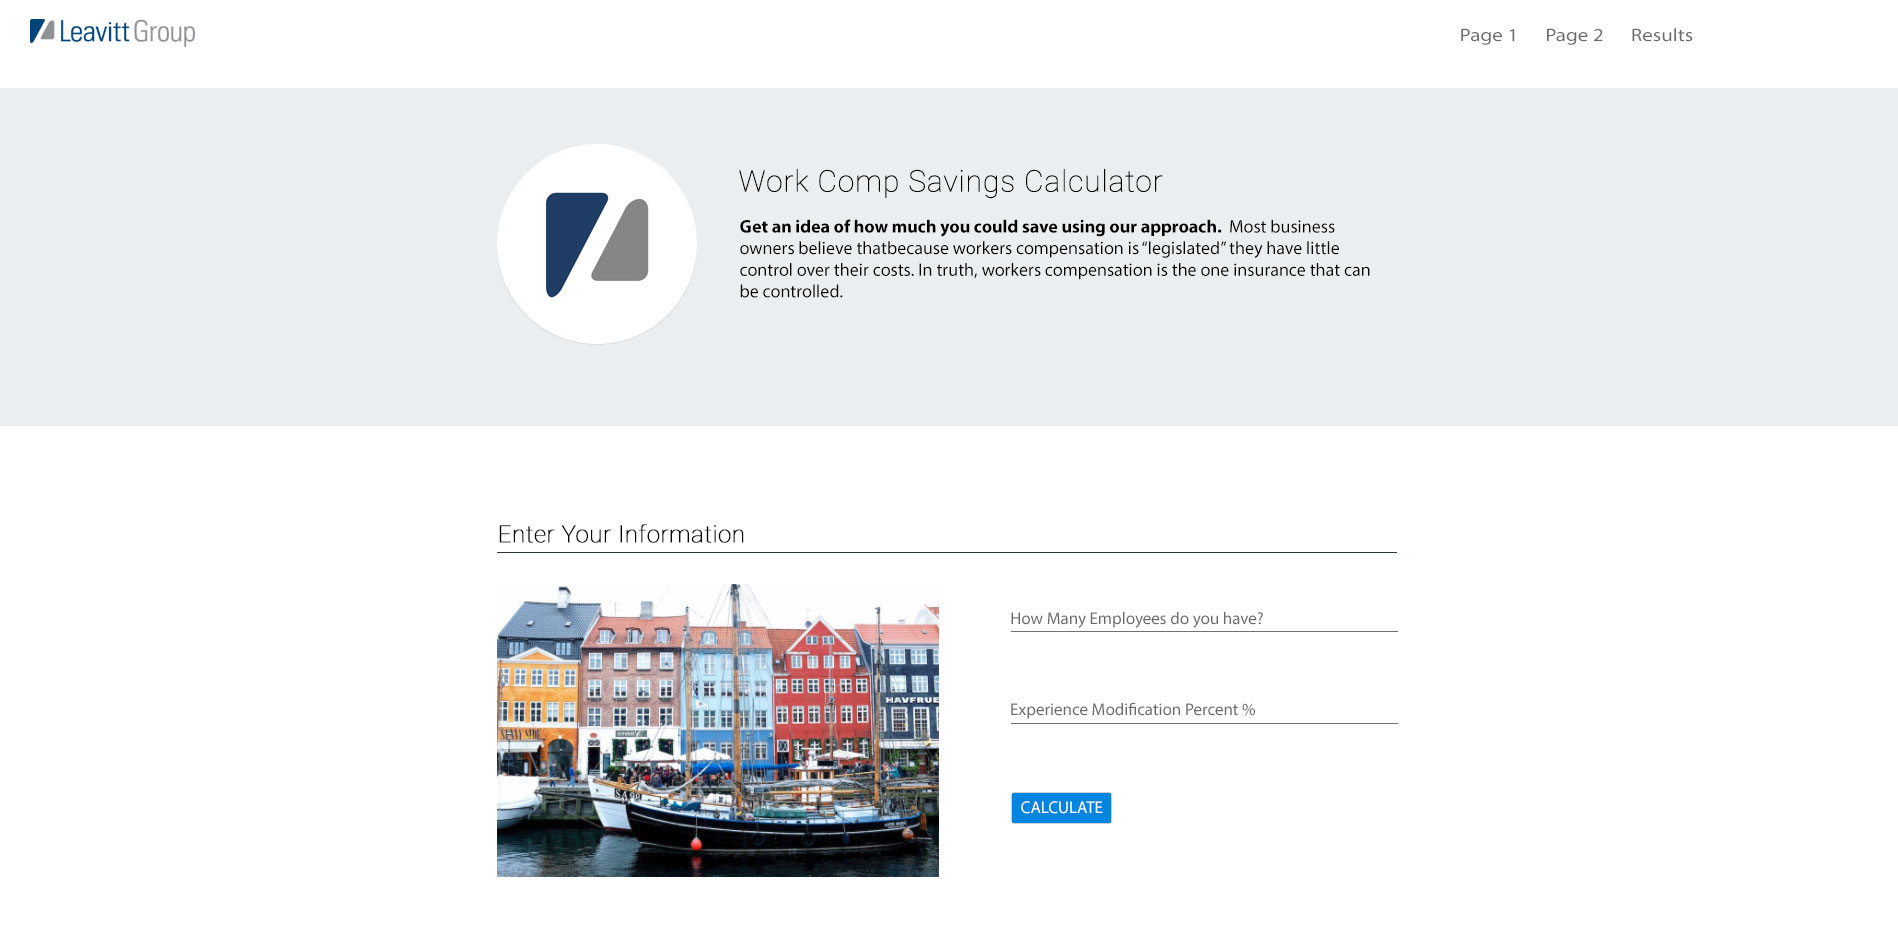 Leavitt Group
Page 1 Page 2 Results
Work Comp Savings Calculator
Get an idea of how much you could save using our approach. Most business
owners believe thatbecause workers compensation is “legislated” they have little
control over their costs. In truth, workers compensation is the one insurance that can
be controlled.
Enter Your Information
HAVFRUE
How Many Employees do you have?
Experience Modification Percent %
CALCULATE